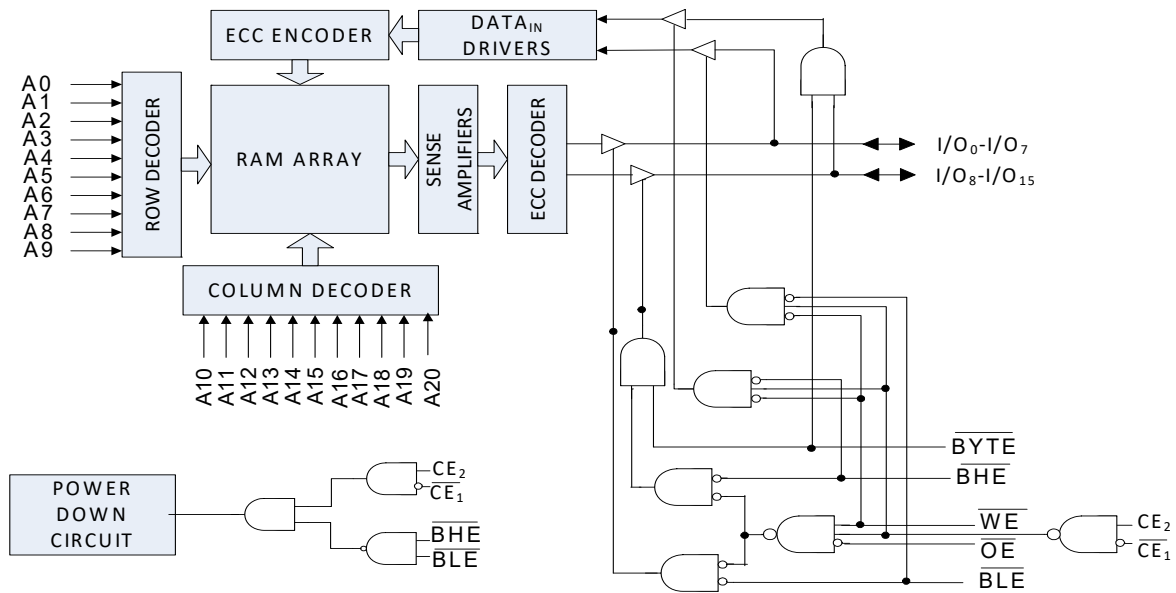 ECC ENCODER
DATAIN
DRIVERS
A0
A1
A2
A3
A4
A5
A6
A7
A8
A9
ROW DECODER
RAM ARRAY
SENSE
AMPLIFIERS
ECC DECODER
I/O0-I/O7
I/O8-I/O15
COLUMN DECODER
A10
A11
A12
A13
A14
A15
A16
A17
A18
A19
A20
BYTE
BHE
WE
OE
BLE
CE2
CE1
POWER
DOWN
CIRCUIT
CE2
CE1
BHE
BLE